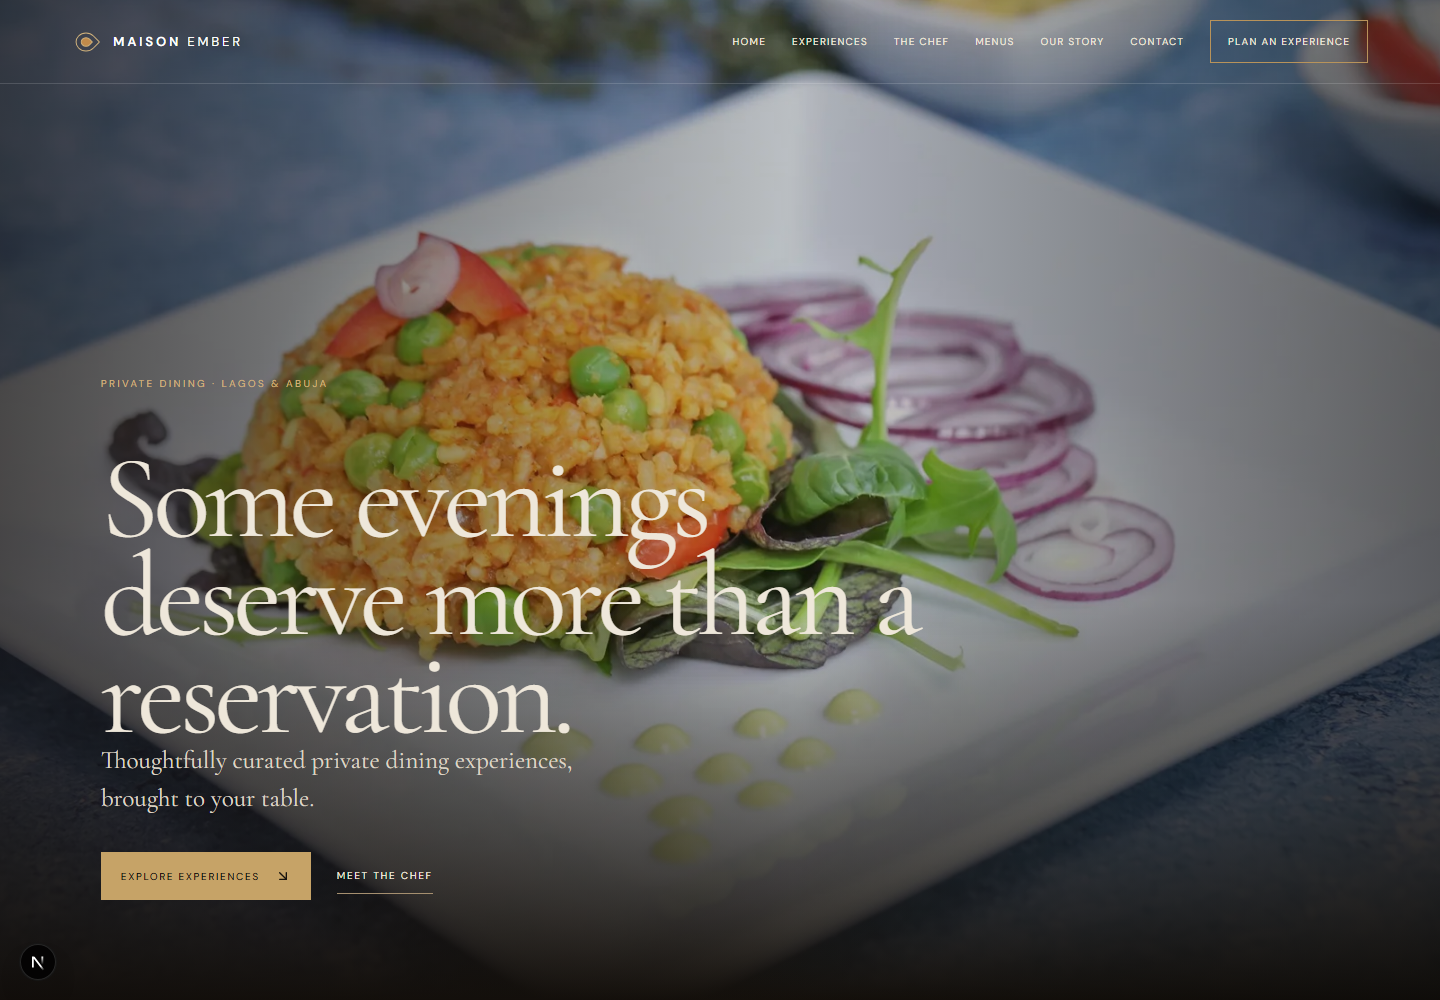 MAISON EMBER
HOME EXPERIENCES THE CHEF MENUS OUR STORY CONTACT PLAN AN EXPERIENCE
PRIVATE DINING · LAGOS & ABUJA
Some evenings
deserve more than a
reservation.
Thoughtfully curated private dining experiences,
brought to your table.
EXPLORE EXPERIENCES MEET THE CHEF
N